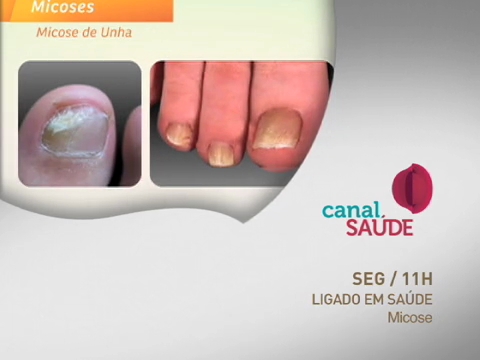 Micoses
Micose de Unha
canal
SAÚDE
SEG / 11H
LIGADO EM SAÚDE
Micose